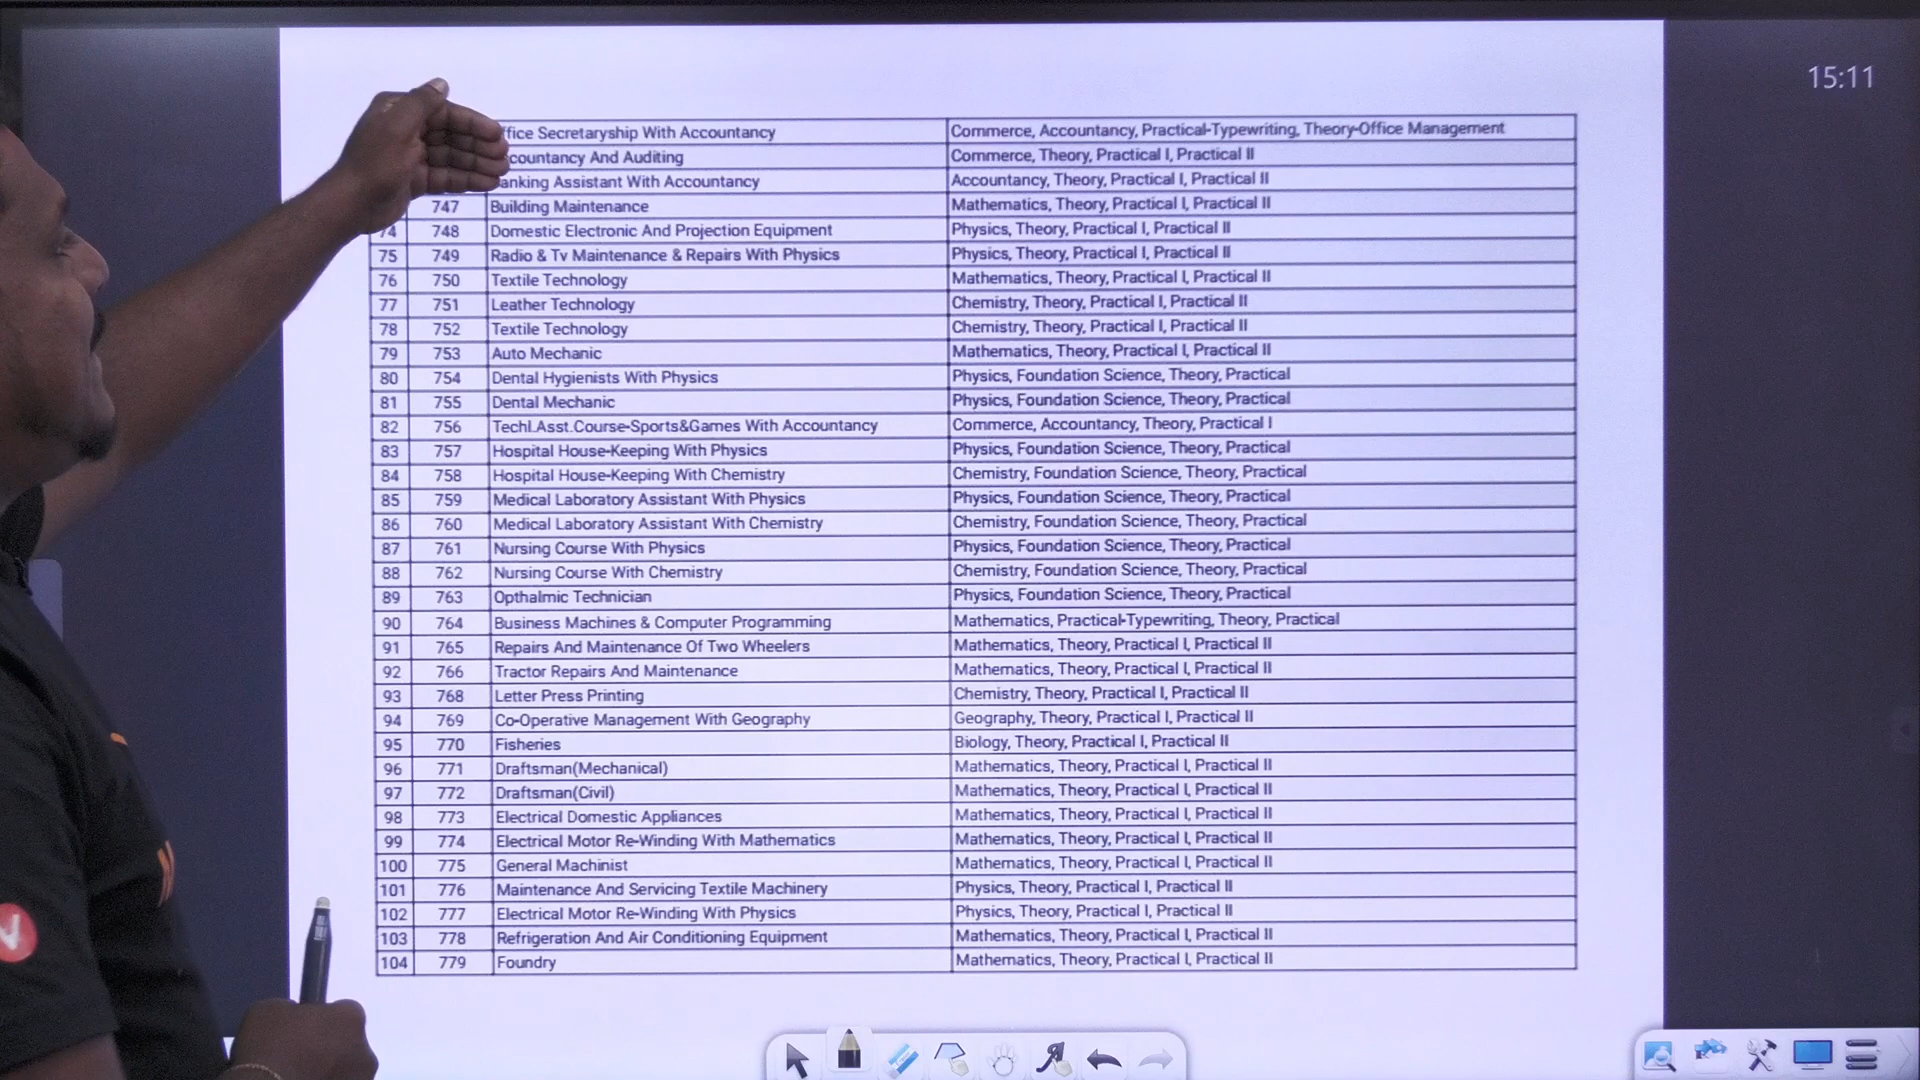 15:11
ffice Secretaryship With Accountancy Commerce, Accountancy, Practical-Typewriting, Theory-Office Management
countancy And Auditing Commerce, Theory, Practical I, Practical II
anking Assistant With Accountancy Accountancy, Theory, Practical I, Practical II
747 Building Maintenance Mathematics, Theory, Practical I, Practical II
74 748 Domestic Electronic And Projection Equipment Physics, Theory, Practical I, Practical II
75 749 Radio & Tv Maintenance & Repairs With Physics Physics, Theory, Practical I, Practical II
76 750 Textile Technology Mathematics, Theory, Practical I, Practical II
77 751 Leather Technology Chemistry, Theory, Practical I, Practical II
78 752 Textile Technology Chemistry, Theory, Practical I, Practical II
79 753 Auto Mechanic Mathematics, Theory, Practical I, Practical II
80 754 Dental Hygienists With Physics Physics, Foundation Science, Theory, Practical
81 755 Dental Mechanic Physics, Foundation Science, Theory, Practical
82 756 Techl.Asst.Course-Sports&Games With Accountancy Commerce, Accountancy, Theory, Practical I
83 757 Hospital House-Keeping With Physics Physics, Foundation Science, Theory, Practical
84 758 Hospital House-Keeping With Chemistry Chemistry, Foundation Science, Theory, Practical
85 759 Medical Laboratory Assistant With Physics Physics, Foundation Science, Theory, Practical
86 760 Medical Laboratory Assistant With Chemistry Chemistry, Foundation Science, Theory, Practical
87 761 Nursing Course With Physics Physics, Foundation Science, Theory, Practical
88 762 Nursing Course With Chemistry Chemistry, Foundation Science, Theory, Practical
89 763 Opthalmic Technician Physics, Foundation Science, Theory, Practical
90 764 Business Machines & Computer Programming Mathematics, Practical-Typewriting, Theory, Practical
91 765 Repairs And Maintenance Of Two Wheelers Mathematics, Theory, Practical I, Practical II
92 766 Tractor Repairs And Maintenance Mathematics, Theory, Practical I, Practical II
93 768 Letter Press Printing Chemistry, Theory, Practical I, Practical II
94 769 Co-Operative Management With Geography Geography, Theory, Practical I, Practical II
95 770 Fisheries Biology, Theory, Practical I, Practical II
96 771 Draftsman(Mechanical) Mathematics, Theory, Practical I, Practical II
97 772 Draftsman(Civil) Mathematics, Theory, Practical I, Practical II
98 773 Electrical Domestic Appliances Mathematics, Theory, Practical I, Practical II
99 774 Electrical Motor Re-Winding With Mathematics Mathematics, Theory, Practical I, Practical II
100 775 General Machinist Mathematics, Theory, Practical I, Practical II
101 776 Maintenance And Servicing Textile Machinery Physics, Theory, Practical I, Practical II
102 777 Electrical Motor Re-Winding With Physics Physics, Theory, Practical I, Practical II
103 778 Refrigeration And Air Conditioning Equipment Mathematics, Theory, Practical I, Practical II
104 779 Foundry Mathematics, Theory, Practical I, Practical II